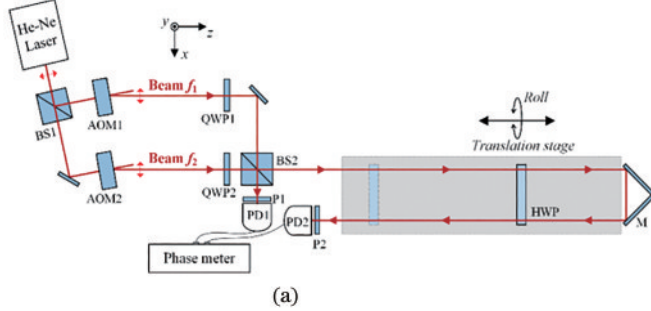 He-Ne
Laser
y
z
x
Beam f₁
BS1
AOM1
QWP1
Roll
Translation stage
Beam f₂
BS2
AOM2
QWP2
P1
PD1
PD2
P2
HWP
M
Phase meter
(a)